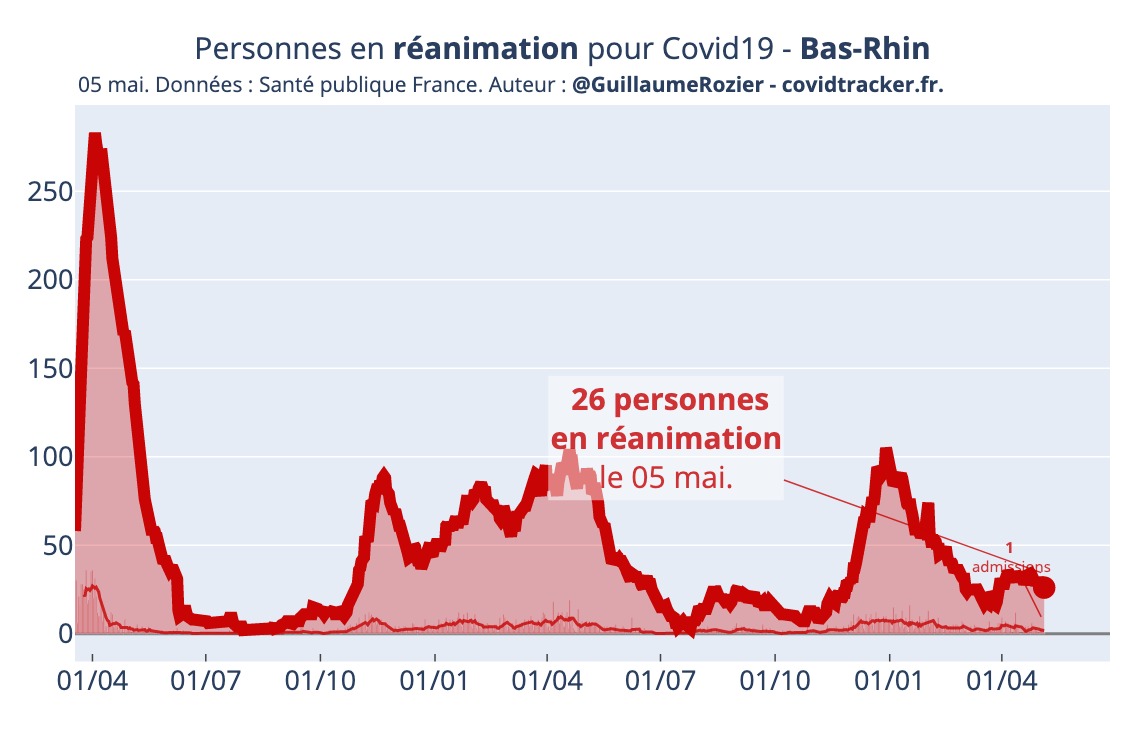 Personnes en réanimation pour Covid19 - Bas-Rhin
05 mai. Données : Santé publique France. Auteur : @GuillaumeRozier - covidtracker.fr.
250
200
150
100
50
0
26 personnes
en réanimation
le 05 mai.
1
admissions
01/04 01/07 01/10 01/01 01/04 01/07 01/10 01/01 01/04